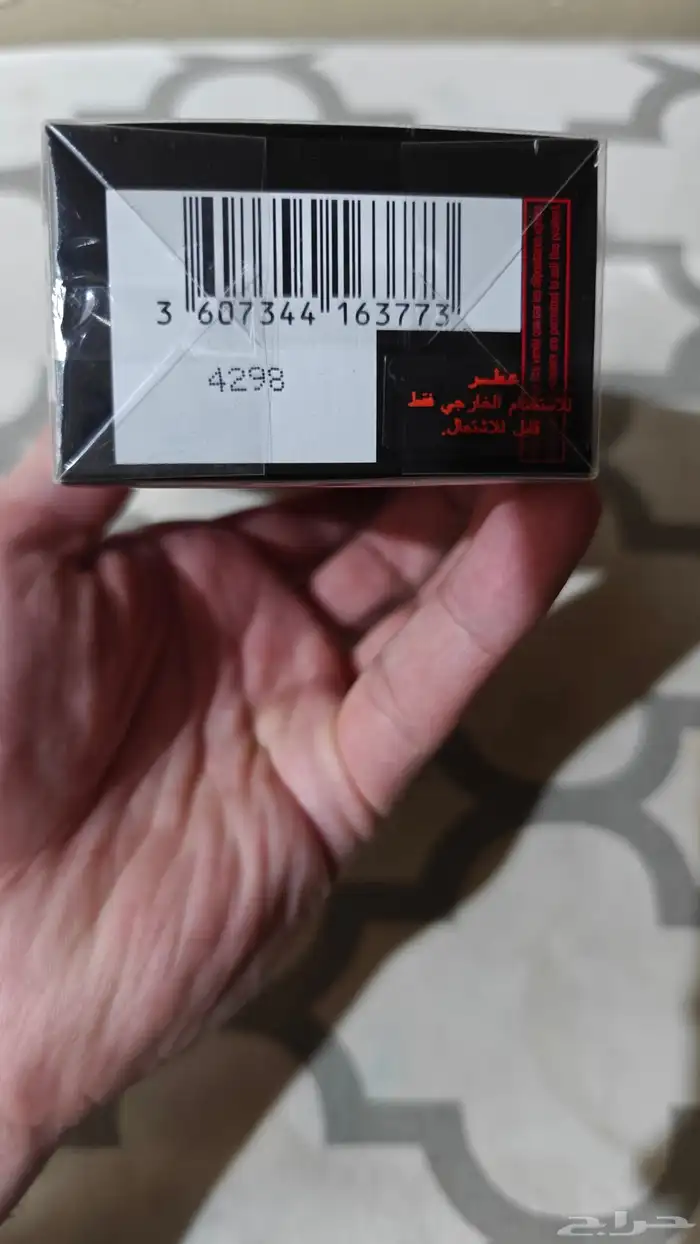 3 607344 163773
4298
عطر
للاستعمال الخارجي فقط
قابل للاشتعال.
حراج